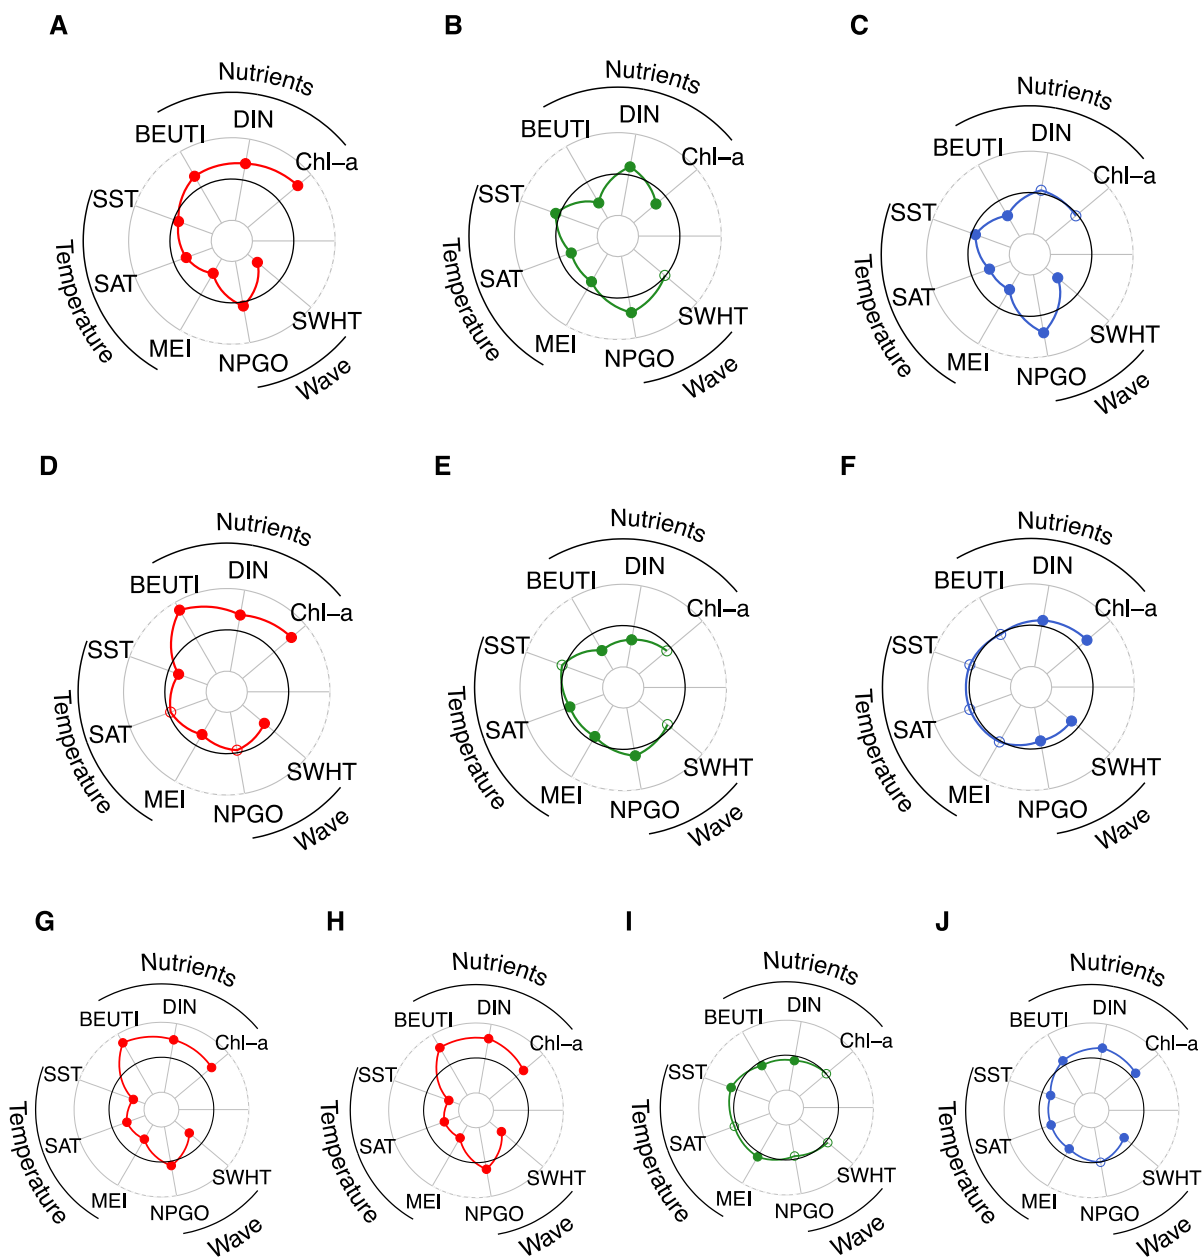 A
Nutrients
DIN
BEUTI
Chl–a
SST
SAT
Temperature
MEI
NPGO
SWHT
Wave
B
Nutrients
DIN
BEUTI
Chl–a
SST
SAT
Temperature
MEI
NPGO
SWHT
Wave
C
Nutrients
DIN
BEUTI
Chl–a
SST
SAT
Temperature
MEI
NPGO
SWHT
Wave
D
Nutrients
DIN
BEUTI
Chl–a
SST
SAT
Temperature
MEI
NPGO
SWHT
Wave
E
Nutrients
DIN
BEUTI
Chl–a
SST
SAT
Temperature
MEI
NPGO
SWHT
Wave
F
Nutrients
DIN
BEUTI
Chl–a
SST
SAT
Temperature
MEI
NPGO
SWHT
Wave
G
Nutrients
DIN
BEUTI
Chl–a
SST
SAT
Temperature
MEI
NPGO
SWHT
Wave
H
Nutrients
DIN
BEUTI
Chl–a
SST
SAT
Temperature
MEI
NPGO
SWHT
Wave
I
Nutrients
DIN
BEUTI
Chl–a
SST
SAT
Temperature
MEI
NPGO
SWHT
Wave
J
Nutrients
DIN
BEUTI
Chl–a
SST
SAT
Temperature
MEI
NPGO
SWHT
Wave